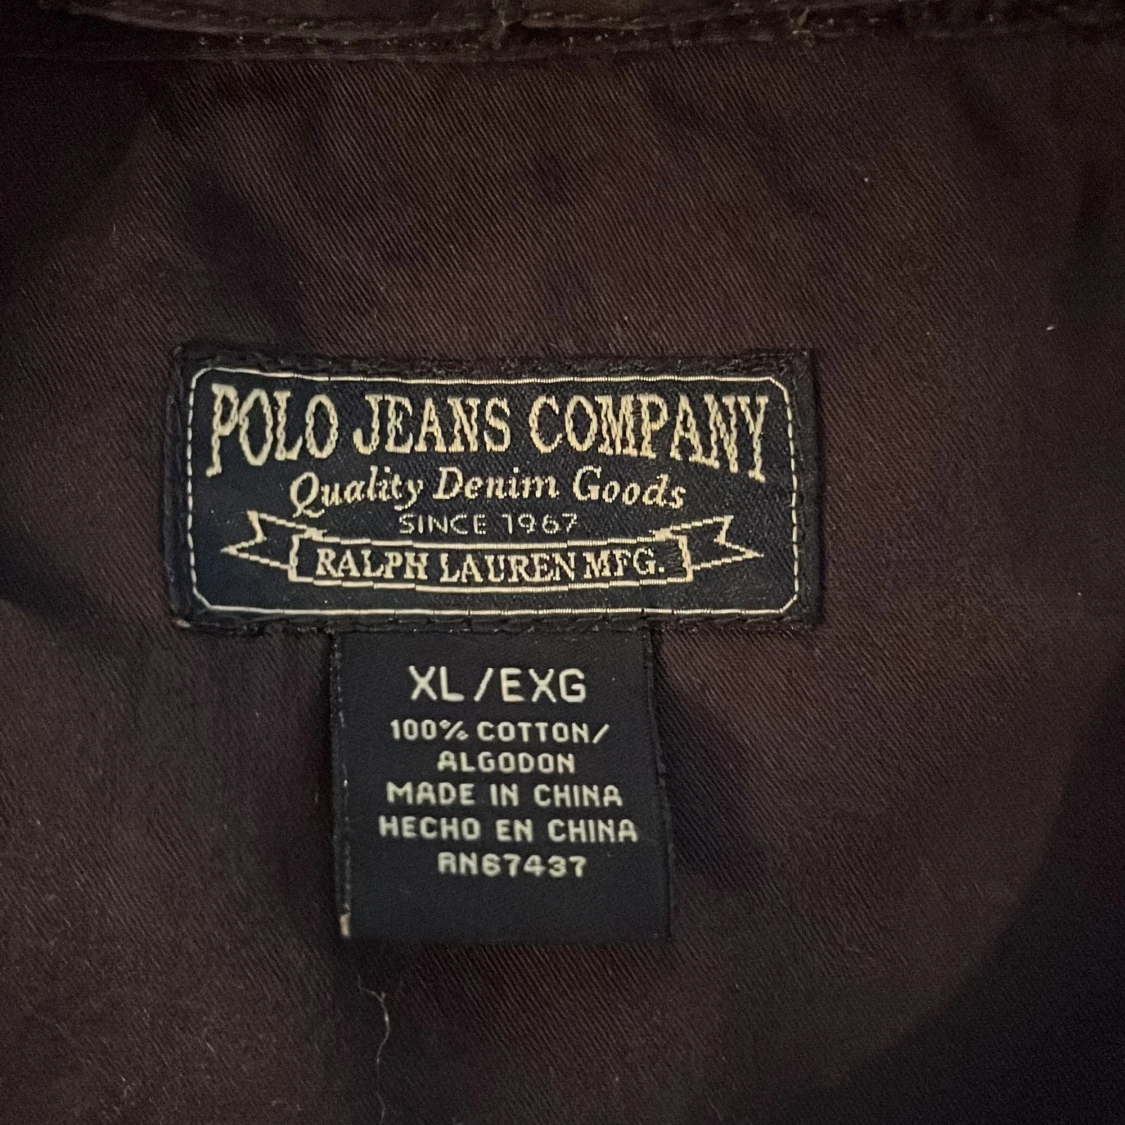 POLO JEANS COMPANY
Quality Denim Goods
SINCE 1967
RALPH LAUREN MFG.
XL/EXG
100% COTTON/
ALGODON
MADE IN CHINA
HECHO EN CHINA
RN67437